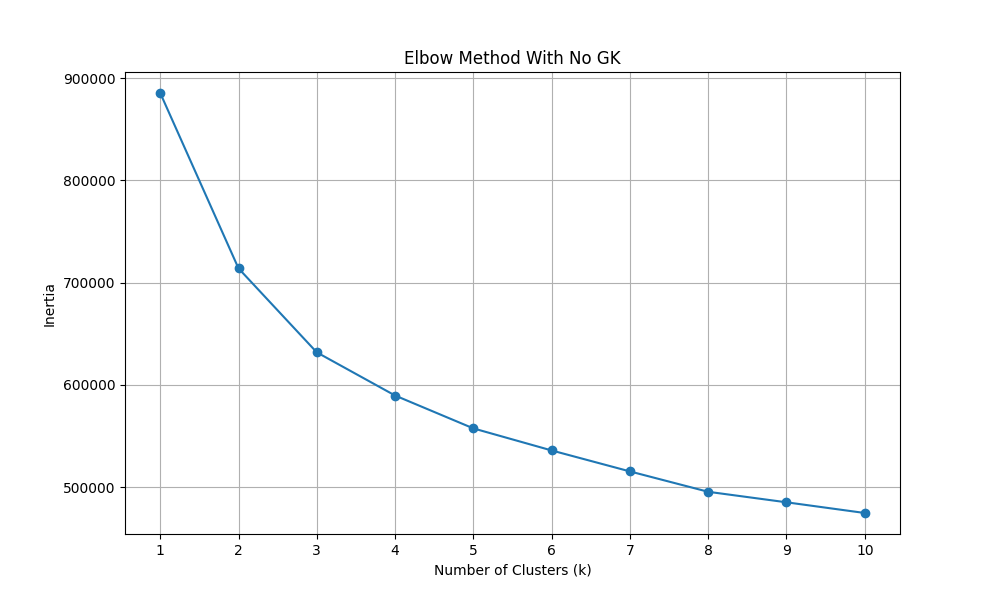 Elbow Method With No GK
900000
800000
700000
600000
500000
Inertia
1 2 3 4 5 6 7 8 9 10
Number of Clusters (k)